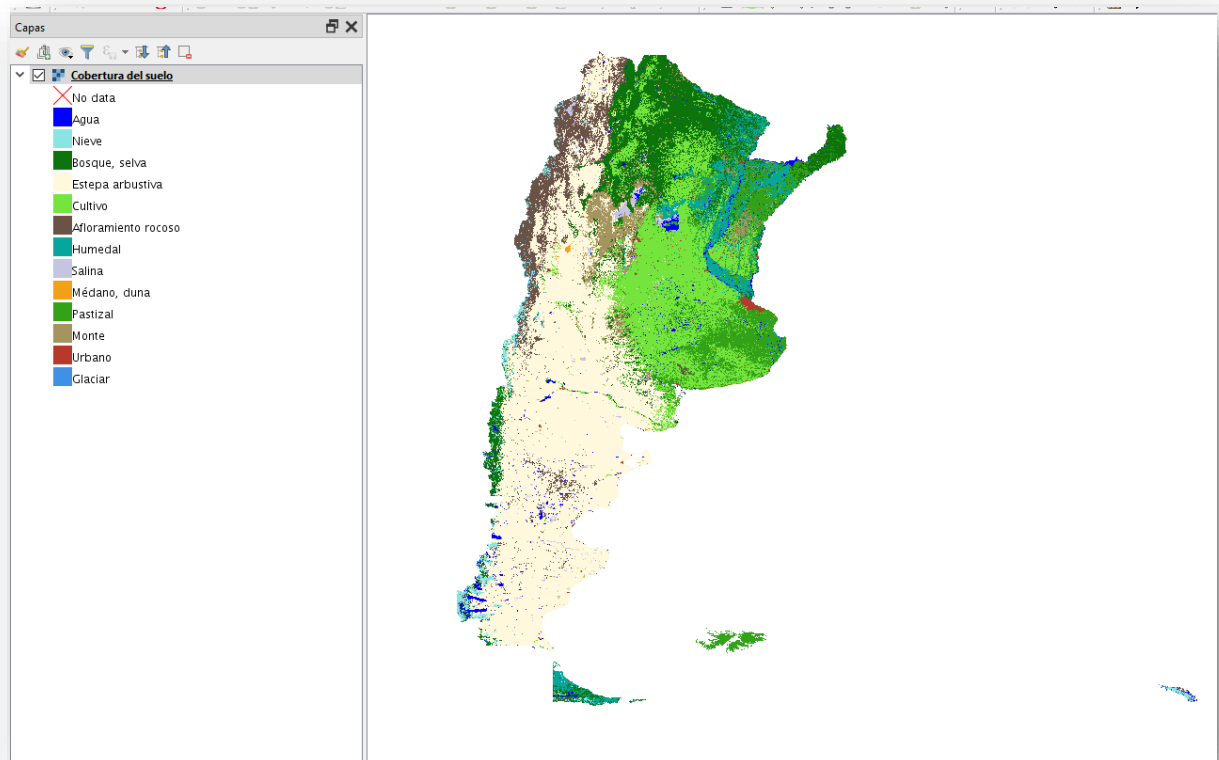 Capas
Cobertura del suelo
No data
Agua
Nieve
Bosque, selva
Estepa arbustiva
Cultivo
Afloramiento rocoso
Humedal
Salina
Médano, duna
Pastizal
Monte
Urbano
Glaciar